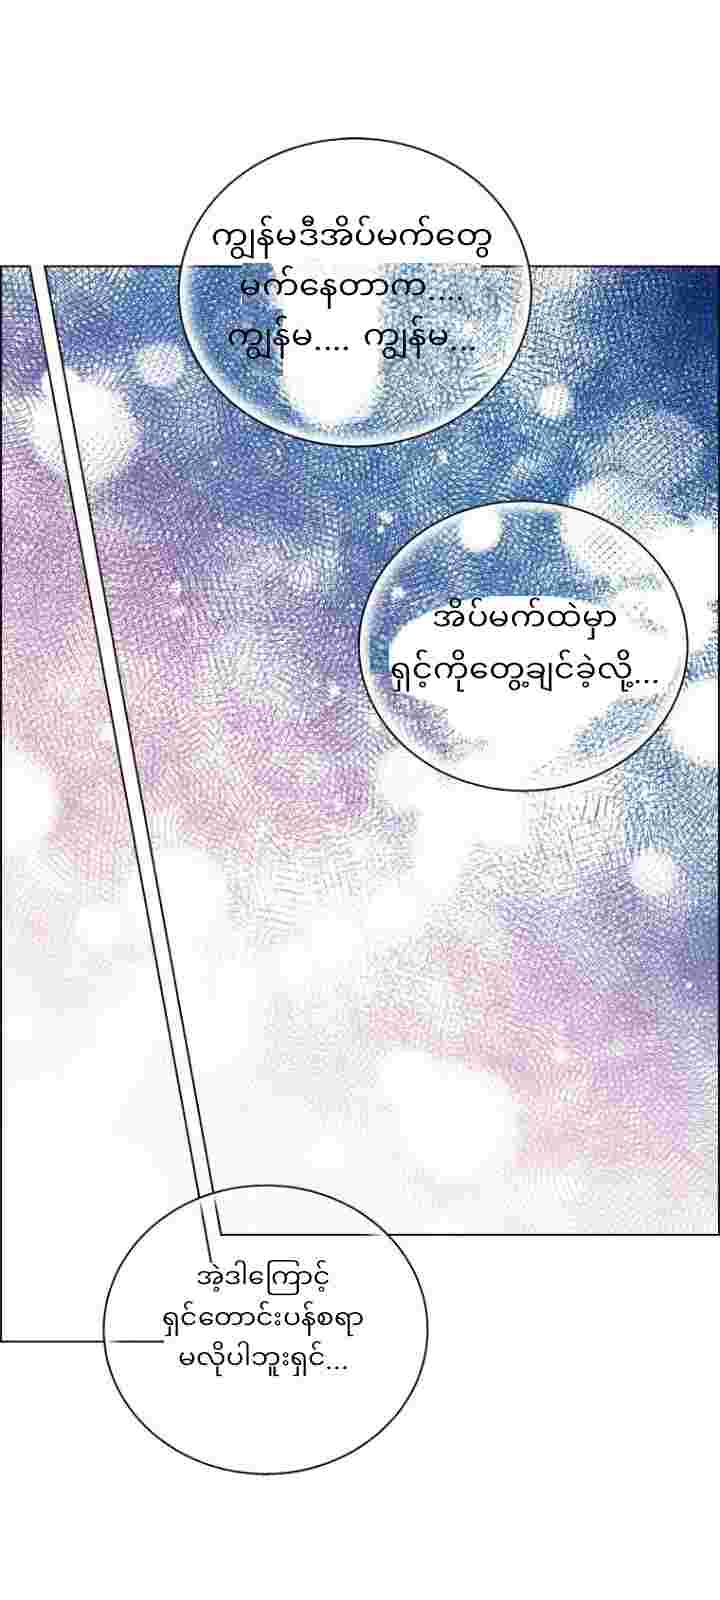 ကျွန်မဒီအိပ်မက်တွေ
မက်နေတာက....
ကျွန်မ.... ကျွန်မ...
အိပ်မက်ထဲမှာ
ရှင့်ကိုတွေ့ချင်ခဲ့လို့...
အဲ့ဒါကြောင့်
ရှင်တောင်းပန်စရာ
မလိုပါဘူးရှင်...